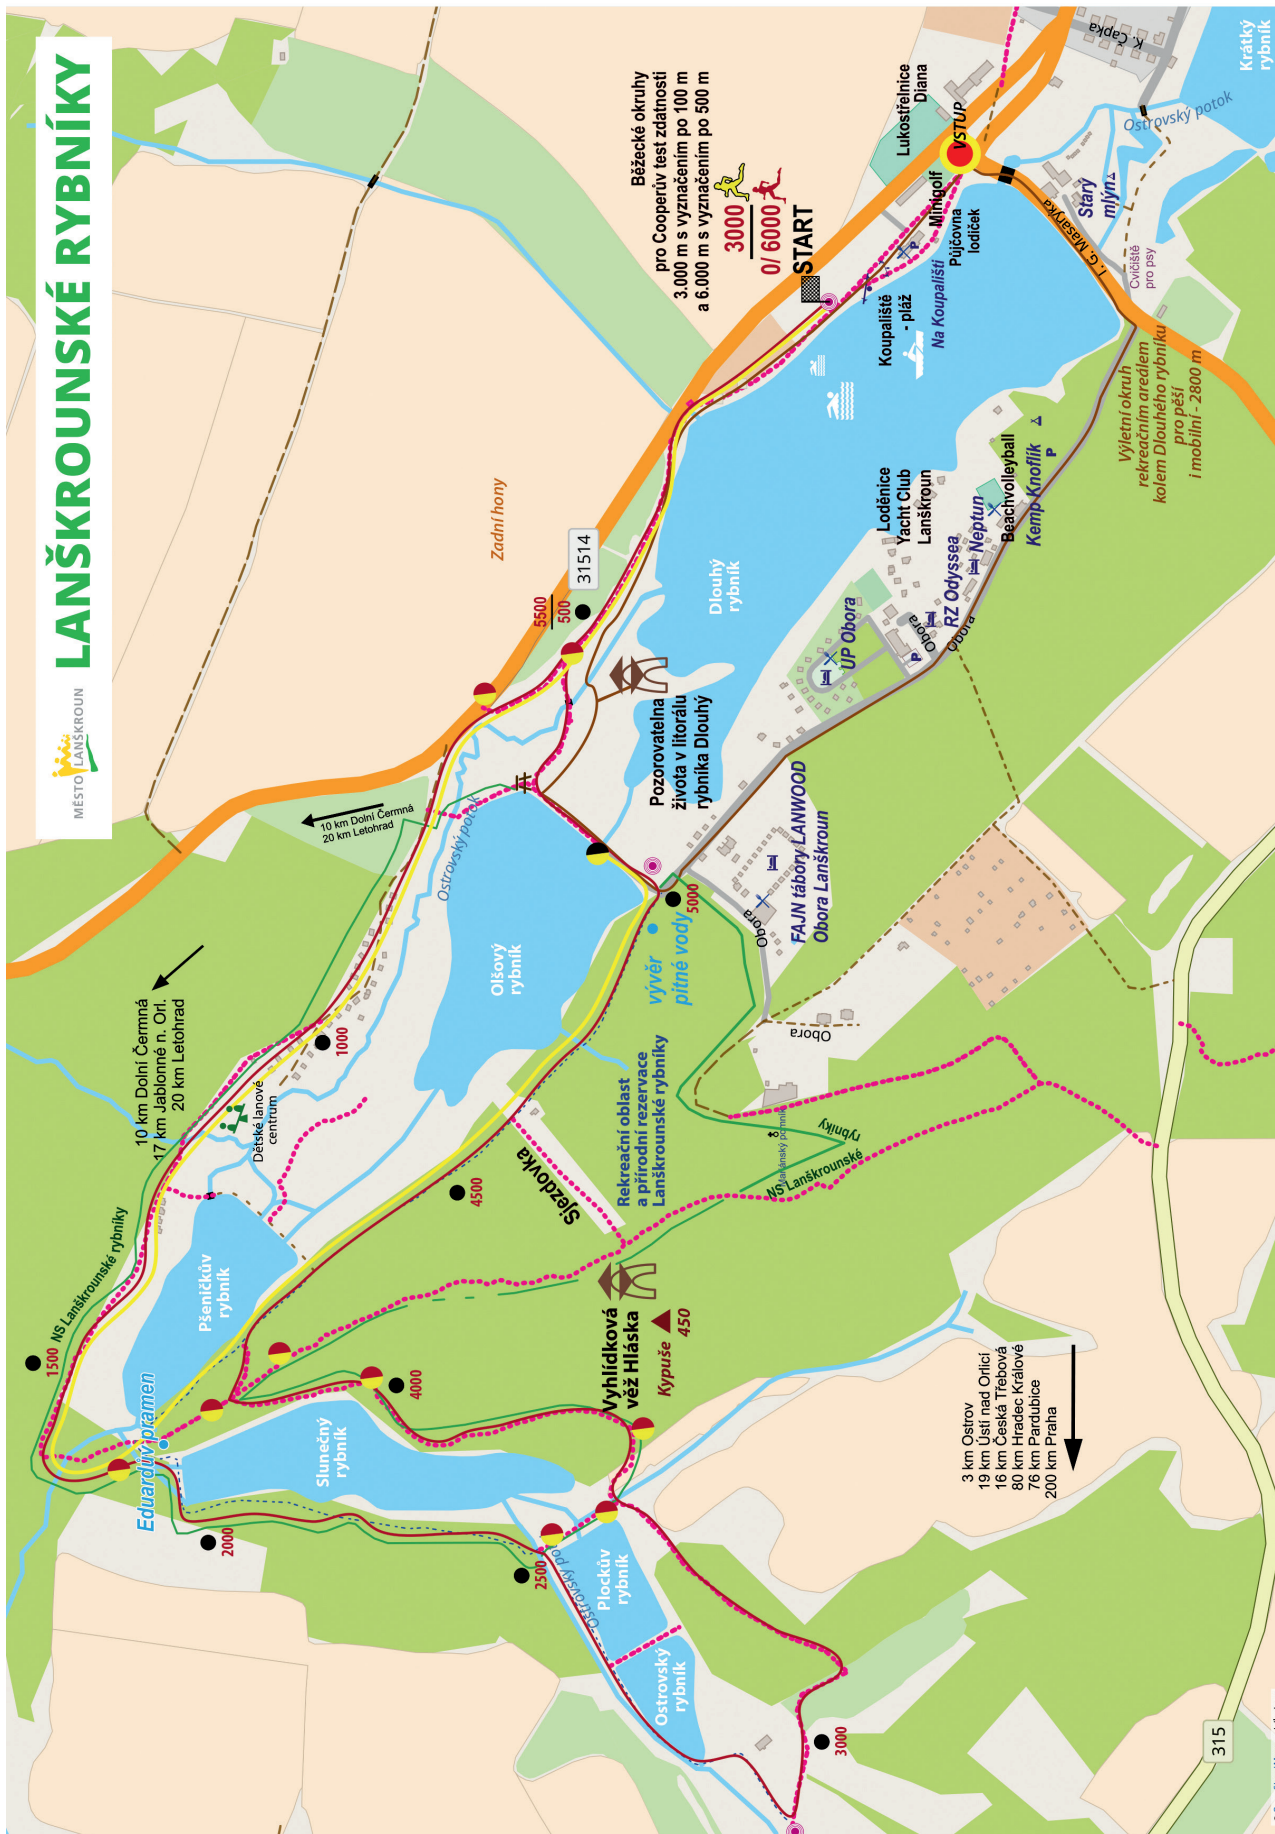 LANŠKROUNSKÉ RYBNÍKY
MĚSTO LANŠKROUN
Běžecké okruhy
pro Cooperův test zdatnosti
3.000 m s vyznačením po 100 m
a 6.000 m s vyznačením po 500 m
3000
0/ 6000
START
Lukostřelnice
Diana
VSTUP
Minigolf
Půjčovna
lodiček
Na Koupališti
Koupaliště
- pláž
P
K. Čapka
Krátký
rybník
Ostrovský potok
Starý
mlýn
T. G. Masaryka
Cvičiště
pro psy
Výletní okruh
rekreačním aredlem
kolem Dlouhého rybníku
pro pěší
i mobilní - 2800 m
Zadní hony
31514
5500
500
Dlouhý
rybník
Loděnice
Yacht Club
Lanškroun
Beachvolleyball
Kemp Knoflík
P
Neptun
RZ Odyssea
Obora
Obora
P
UP Obora
Pozorovatelna
života v litorálu
rybníka Dlouhý
FAJN tábory LANWOOD
Obora Lanškroun
Obora
Obora
10 km Dolní Čermná
20 km Letohrad
Ostrovský potok
Olšový
rybník
5000
vývěr
pitné vody
10 km Dolní Čermná
17 km Jablonné n. Orl.
20 km Letohrad
1000
Dětské lanové
centrum
Rekreační oblast
a přírodní rezervace
Lanškrounské rybníky
Mariánský pomník
NS Lanškrounské
rybníky
Sjezdovka
4500
NS Lanškrounské rybníky
1500
Pšeničkův
rybník
Vyhlídková
věž Hláska
Kypuše
450
4000
Eduardův pramen
Slunečný
rybník
2000
2500
Plockův
rybník
Ostrovský
rybník
3000
3 km Ostrov
19 km Ústí nad Orlicí
16 km Česká Třebová
80 km Hradec Králové
76 km Pardubice
200 km Praha
315